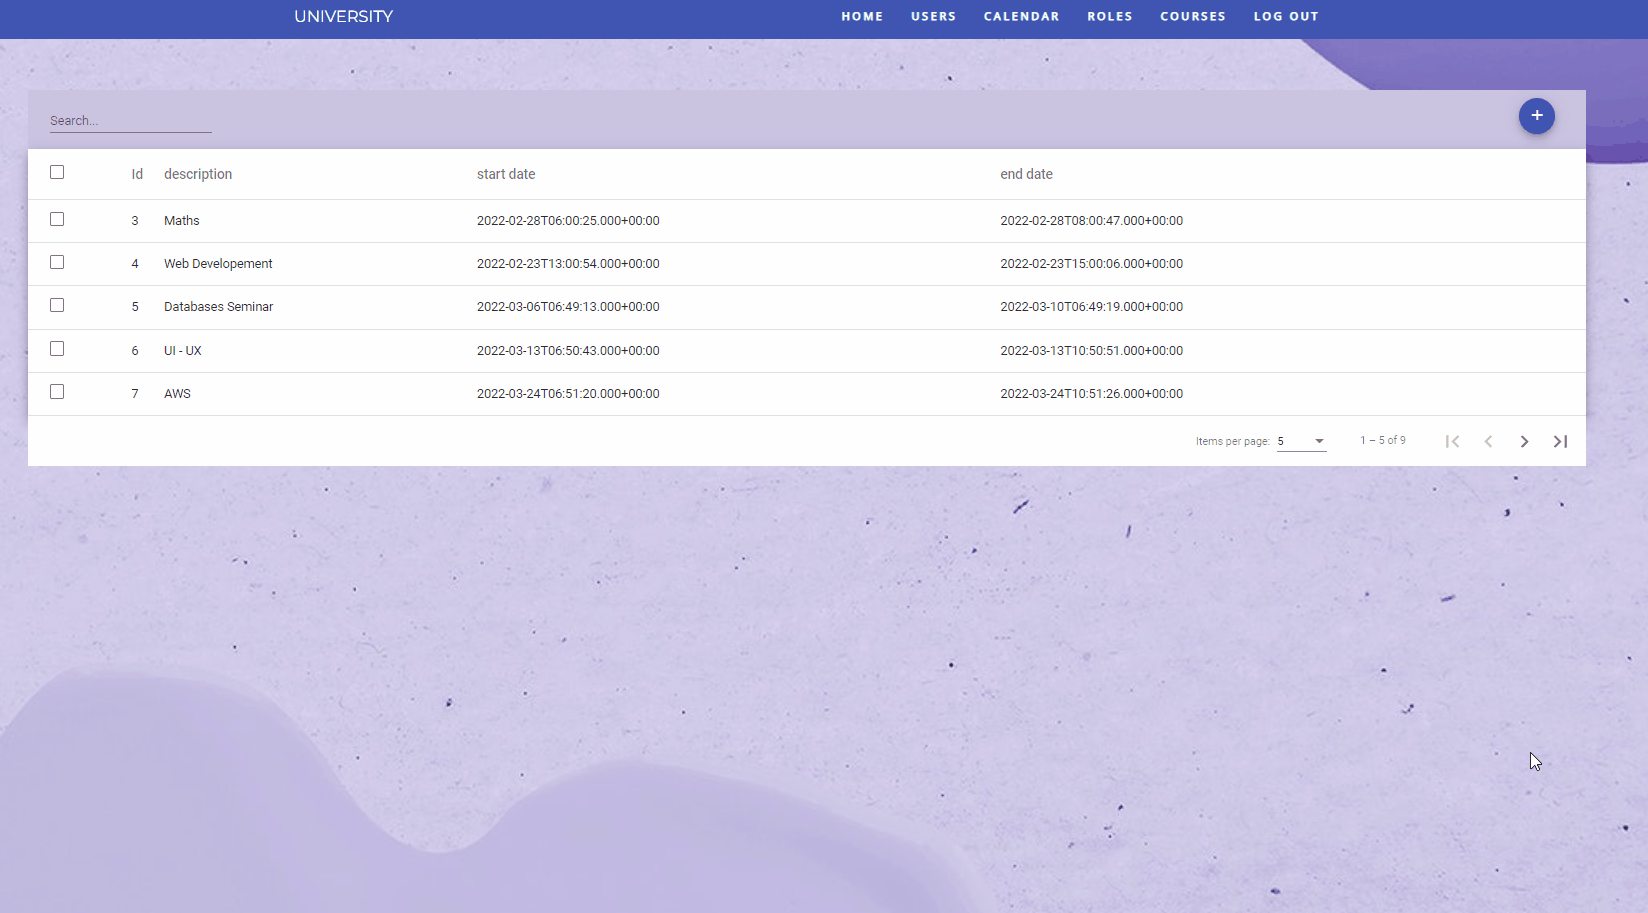 UNIVERSITY HOME USERS CALENDAR ROLES COURSES LOG OUT
Search...
+
Id description start date end date
3 Maths 2022-02-28T06:00:25.000+00:00 2022-02-28T08:00:47.000+00:00
4 Web Developement 2022-02-23T13:00:54.000+00:00 2022-02-23T15:00:06.000+00:00
5 Databases Seminar 2022-03-06T06:49:13.000+00:00 2022-03-10T06:49:19.000+00:00
6 UI - UX 2022-03-13T06:50:43.000+00:00 2022-03-13T10:50:51.000+00:00
7 AWS 2022-03-24T06:51:20.000+00:00 2022-03-24T10:51:26.000+00:00
Items per page: 5 1 – 5 of 9